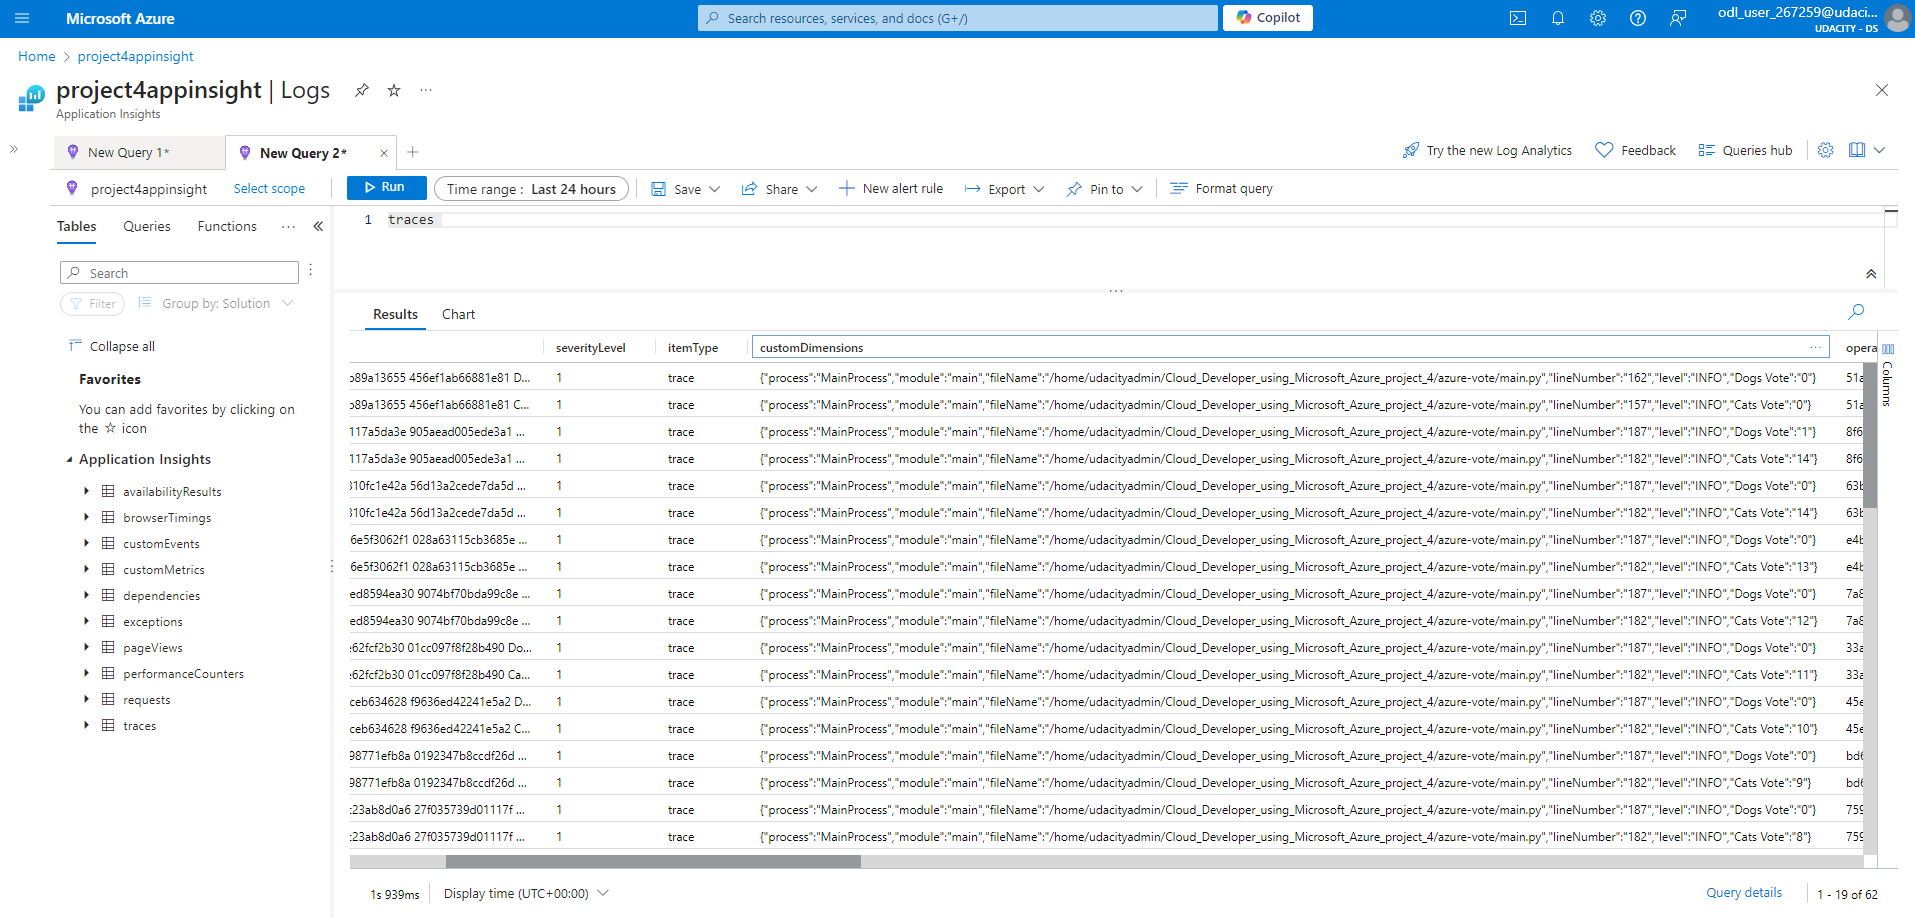 Microsoft Azure
Search resources, services, and docs (G+/)
Copilot
odl_user_267259@udaci...
UDACITY - DS
Home > project4appinsight
project4appinsight | Logs
Application Insights
New Query 1*
New Query 2*
Try the new Log Analytics
Feedback
Queries hub
project4appinsight
Select scope
Run
Time range : Last 24 hours
Save
Share
New alert rule
Export
Pin to
Format query
Tables
Queries
Functions
1 traces
Search
Filter
Group by: Solution
Collapse all
Favorites
You can add favorites by clicking on
the ☆ icon
Application Insights
availabilityResults
browserTimings
customEvents
customMetrics
dependencies
exceptions
pageViews
performanceCounters
requests
traces
Results
Chart
severityLevel itemType customDimensions opera
b89a13655 456ef1ab66881e81 D... 1 trace {"process":"MainProcess","module":"main","fileName":"/home/udacityadmin/Cloud_Developer_using_Microsoft_Azure_project_4/azure-vote/main.py","lineNumber":"162","level":"INFO","Dogs Vote":"0"} 51a
b89a13655 456ef1ab66881e81 C... 1 trace {"process":"MainProcess","module":"main","fileName":"/home/udacityadmin/Cloud_Developer_using_Microsoft_Azure_project_4/azure-vote/main.py","lineNumber":"157","level":"INFO","Cats Vote":"0"} 51a
117a5da3e 905aead005ede3a1 ... 1 trace {"process":"MainProcess","module":"main","fileName":"/home/udacityadmin/Cloud_Developer_using_Microsoft_Azure_project_4/azure-vote/main.py","lineNumber":"187","level":"INFO","Dogs Vote":"1"} 8f6
117a5da3e 905aead005ede3a1 ... 1 trace {"process":"MainProcess","module":"main","fileName":"/home/udacityadmin/Cloud_Developer_using_Microsoft_Azure_project_4/azure-vote/main.py","lineNumber":"182","level":"INFO","Cats Vote":"14"} 8f6
310fc1e42a 56d13a2cede7da5d ... 1 trace {"process":"MainProcess","module":"main","fileName":"/home/udacityadmin/Cloud_Developer_using_Microsoft_Azure_project_4/azure-vote/main.py","lineNumber":"187","level":"INFO","Dogs Vote":"0"} 63b
310fc1e42a 56d13a2cede7da5d ... 1 trace {"process":"MainProcess","module":"main","fileName":"/home/udacityadmin/Cloud_Developer_using_Microsoft_Azure_project_4/azure-vote/main.py","lineNumber":"182","level":"INFO","Cats Vote":"14"} 63b
6e5f3062f1 028a63115cb3685e ... 1 trace {"process":"MainProcess","module":"main","fileName":"/home/udacityadmin/Cloud_Developer_using_Microsoft_Azure_project_4/azure-vote/main.py","lineNumber":"187","level":"INFO","Dogs Vote":"0"} e4b
6e5f3062f1 028a63115cb3685e ... 1 trace {"process":"MainProcess","module":"main","fileName":"/home/udacityadmin/Cloud_Developer_using_Microsoft_Azure_project_4/azure-vote/main.py","lineNumber":"182","level":"INFO","Cats Vote":"13"} e4b
ed8594ea30 9074bf70bda99c8e ... 1 trace {"process":"MainProcess","module":"main","fileName":"/home/udacityadmin/Cloud_Developer_using_Microsoft_Azure_project_4/azure-vote/main.py","lineNumber":"187","level":"INFO","Dogs Vote":"0"} 7a8
ed8594ea30 9074bf70bda99c8e ... 1 trace {"process":"MainProcess","module":"main","fileName":"/home/udacityadmin/Cloud_Developer_using_Microsoft_Azure_project_4/azure-vote/main.py","lineNumber":"182","level":"INFO","Cats Vote":"12"} 7a8
e62fcf2b30 01cc097f8f28b490 Do... 1 trace {"process":"MainProcess","module":"main","fileName":"/home/udacityadmin/Cloud_Developer_using_Microsoft_Azure_project_4/azure-vote/main.py","lineNumber":"187","level":"INFO","Dogs Vote":"0"} 33a
e62fcf2b30 01cc097f8f28b490 Ca... 1 trace {"process":"MainProcess","module":"main","fileName":"/home/udacityadmin/Cloud_Developer_using_Microsoft_Azure_project_4/azure-vote/main.py","lineNumber":"182","level":"INFO","Cats Vote":"11"} 33a
ceb634628 f9636ed42241e5a2 D... 1 trace {"process":"MainProcess","module":"main","fileName":"/home/udacityadmin/Cloud_Developer_using_Microsoft_Azure_project_4/azure-vote/main.py","lineNumber":"187","level":"INFO","Dogs Vote":"0"} 45e
ceb634628 f9636ed42241e5a2 C... 1 trace {"process":"MainProcess","module":"main","fileName":"/home/udacityadmin/Cloud_Developer_using_Microsoft_Azure_project_4/azure-vote/main.py","lineNumber":"182","level":"INFO","Cats Vote":"10"} 45e
98771efb8a 0192347b8ccdf26d ... 1 trace {"process":"MainProcess","module":"main","fileName":"/home/udacityadmin/Cloud_Developer_using_Microsoft_Azure_project_4/azure-vote/main.py","lineNumber":"187","level":"INFO","Dogs Vote":"0"} bd6
98771efb8a 0192347b8ccdf26d ... 1 trace {"process":"MainProcess","module":"main","fileName":"/home/udacityadmin/Cloud_Developer_using_Microsoft_Azure_project_4/azure-vote/main.py","lineNumber":"182","level":"INFO","Cats Vote":"9"} bd6
:23ab8d0a6 27f035739d01117f ... 1 trace {"process":"MainProcess","module":"main","fileName":"/home/udacityadmin/Cloud_Developer_using_Microsoft_Azure_project_4/azure-vote/main.py","lineNumber":"187","level":"INFO","Dogs Vote":"0"} 759
:23ab8d0a6 27f035739d01117f ... 1 trace {"process":"MainProcess","module":"main","fileName":"/home/udacityadmin/Cloud_Developer_using_Microsoft_Azure_project_4/azure-vote/main.py","lineNumber":"182","level":"INFO","Cats Vote":"8"} 759
Columns
1s 939ms
Display time (UTC+00:00)
Query details
1 - 19 of 62